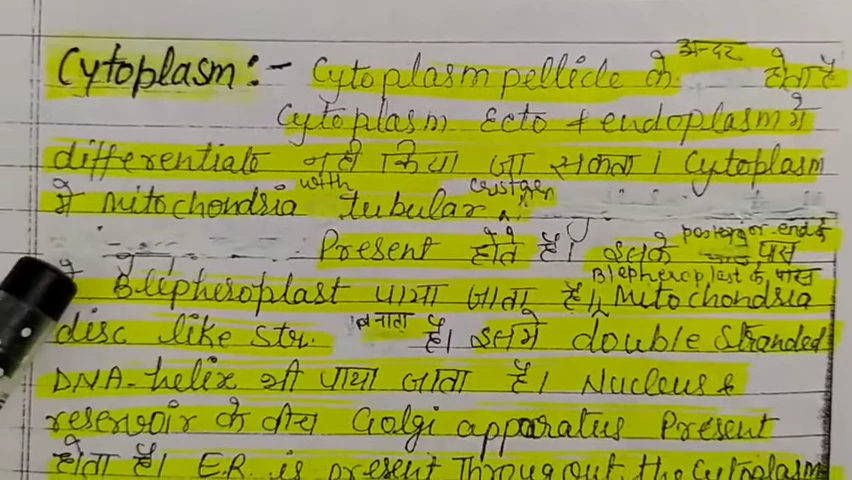 Cytoplasm :- Cytoplasm pellicle के अन्दर होता है
Cytoplasm Ecto + endoplasm में
differentiate नही किया जा सकता। Cytoplasm
मे mitochondria with tubular
Present होते हैं। इसके posterior end के पास
Blepheroplast पाया जाता है। Blepheroplast के पास Mitochondria
disc like str. बनाता है। इसमे double Stranded
DNA-helix भी पाया जाता है। Nucleus &
reservoir के बीच Golgi apparatus Present
होता है। E.R. is present Througout the Cytoplasm